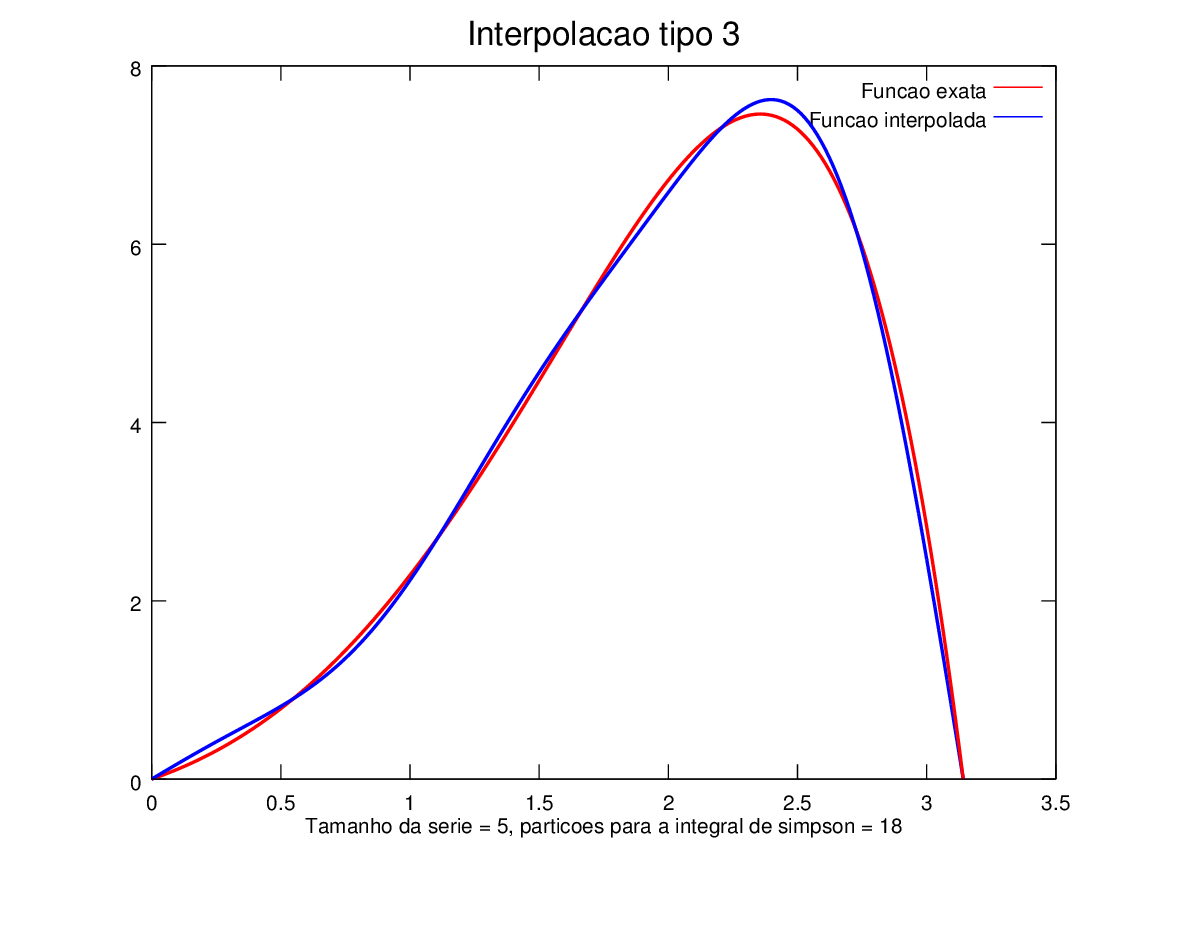 Interpolacao tipo 3
8
Funcao exata
Funcao interpolada
6
4
2
0
0 0.5 1 1.5 2 2.5 3 3.5
Tamanho da serie = 5, particoes para a integral de simpson = 18